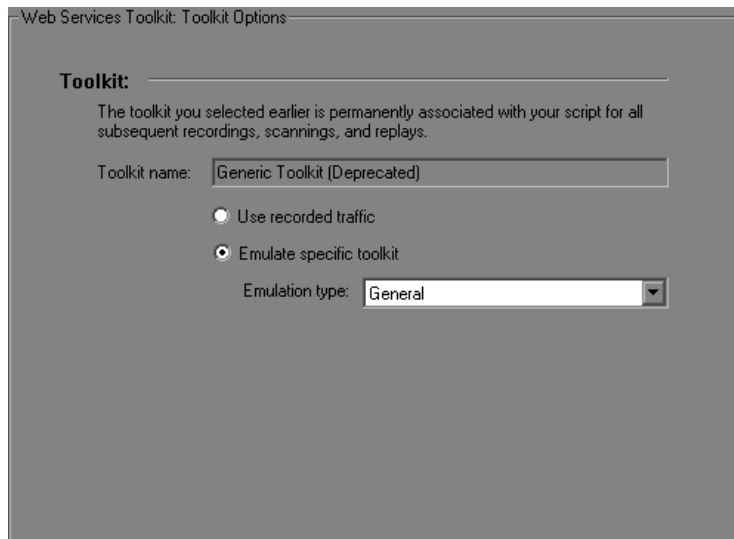 Web Services Toolkit: Toolkit Options
Toolkit:
The toolkit you selected earlier is permanently associated with your script for all
subsequent recordings, scannings, and replays.
Toolkit name: Generic Toolkit (Deprecated)
Use recorded traffic
Emulate specific toolkit
Emulation type: General